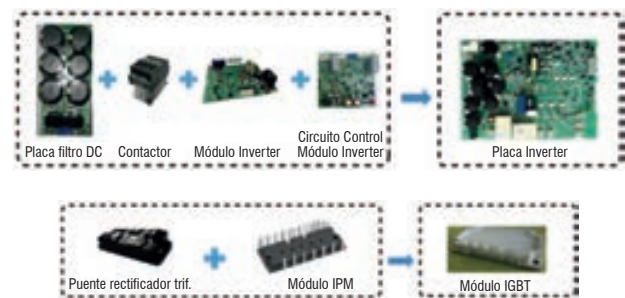 Placa filtro DC
Contactor
Módulo Inverter
Circuito Control
Módulo Inverter
Placa Inverter
Puente rectificador trif.
Módulo IPM
Módulo IGBT